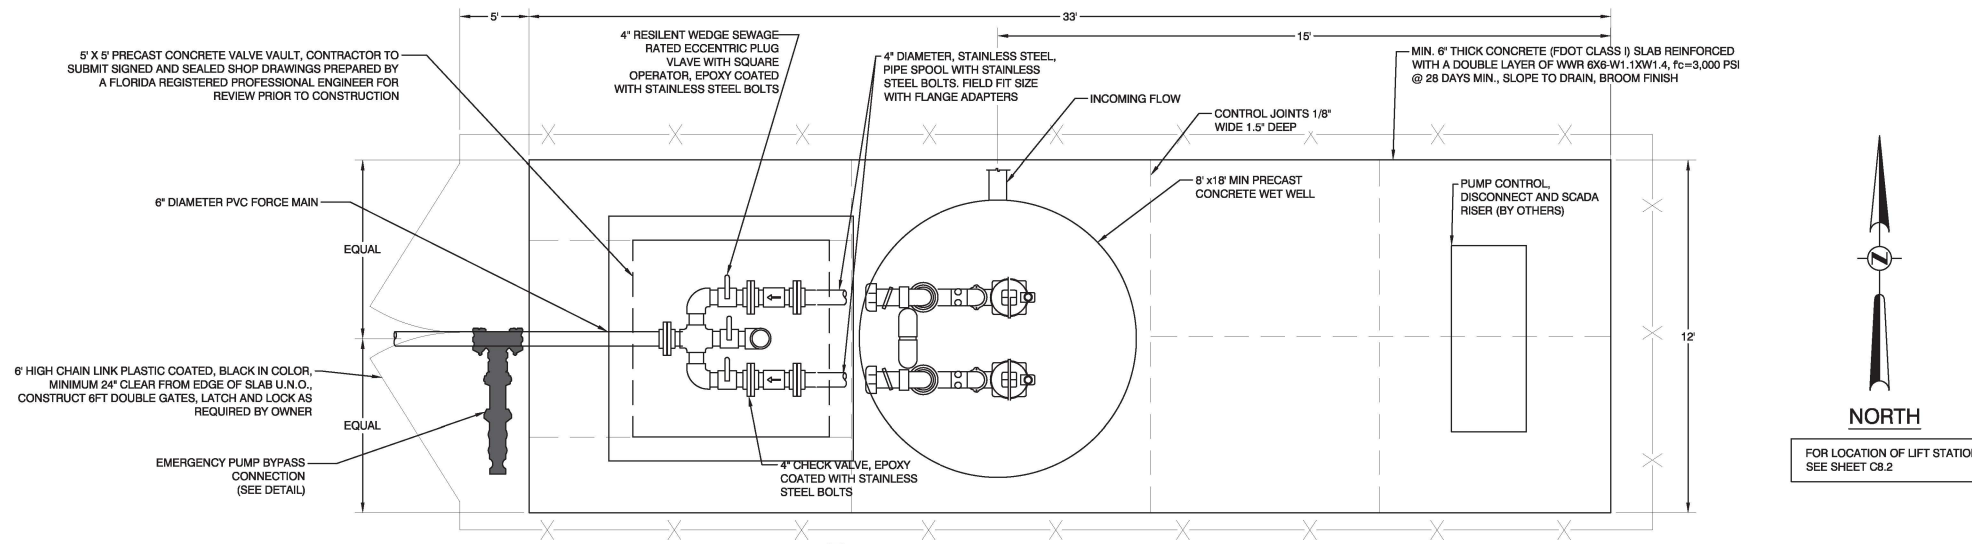 5'
33'
15'
5' X 5' PRECAST CONCRETE VALVE VAULT, CONTRACTOR TO
SUBMIT SIGNED AND SEALED SHOP DRAWINGS PREPARED BY
A FLORIDA REGISTERED PROFESSIONAL ENGINEER FOR
REVIEW PRIOR TO CONSTRUCTION
4" RESILENT WEDGE SEWAGE
RATED ECCENTRIC PLUG
VLAVE WITH SQUARE
OPERATOR, EPOXY COATED
WITH STAINLESS STEEL BOLTS
4" DIAMETER, STAINLESS STEEL,
PIPE SPOOL WITH STAINLESS
STEEL BOLTS. FIELD FIT SIZE
WITH FLANGE ADAPTERS
INCOMING FLOW
CONTROL JOINTS 1/8"
WIDE 1.5" DEEP
MIN. 6" THICK CONCRETE (FDOT CLASS I) SLAB REINFORCED
WITH A DOUBLE LAYER OF WWR 6X6-W1.1XW1.4, f'c=3,000 PSI
@ 28 DAYS MIN., SLOPE TO DRAIN, BROOM FINISH
8' x18' MIN PRECAST
CONCRETE WET WELL
PUMP CONTROL,
DISCONNECT AND SCADA
RISER (BY OTHERS)
6" DIAMETER PVC FORCE MAIN
EQUAL
EQUAL
12'
6' HIGH CHAIN LINK PLASTIC COATED, BLACK IN COLOR,
MINIMUM 24" CLEAR FROM EDGE OF SLAB U.N.O.,
CONSTRUCT 6FT DOUBLE GATES, LATCH AND LOCK AS
REQUIRED BY OWNER
EMERGENCY PUMP BYPASS
CONNECTION
(SEE DETAIL)
4" CHECK VALVE, EPOXY
COATED WITH STAINLESS
STEEL BOLTS
N
NORTH
FOR LOCATION OF LIFT STATION
SEE SHEET C8.2